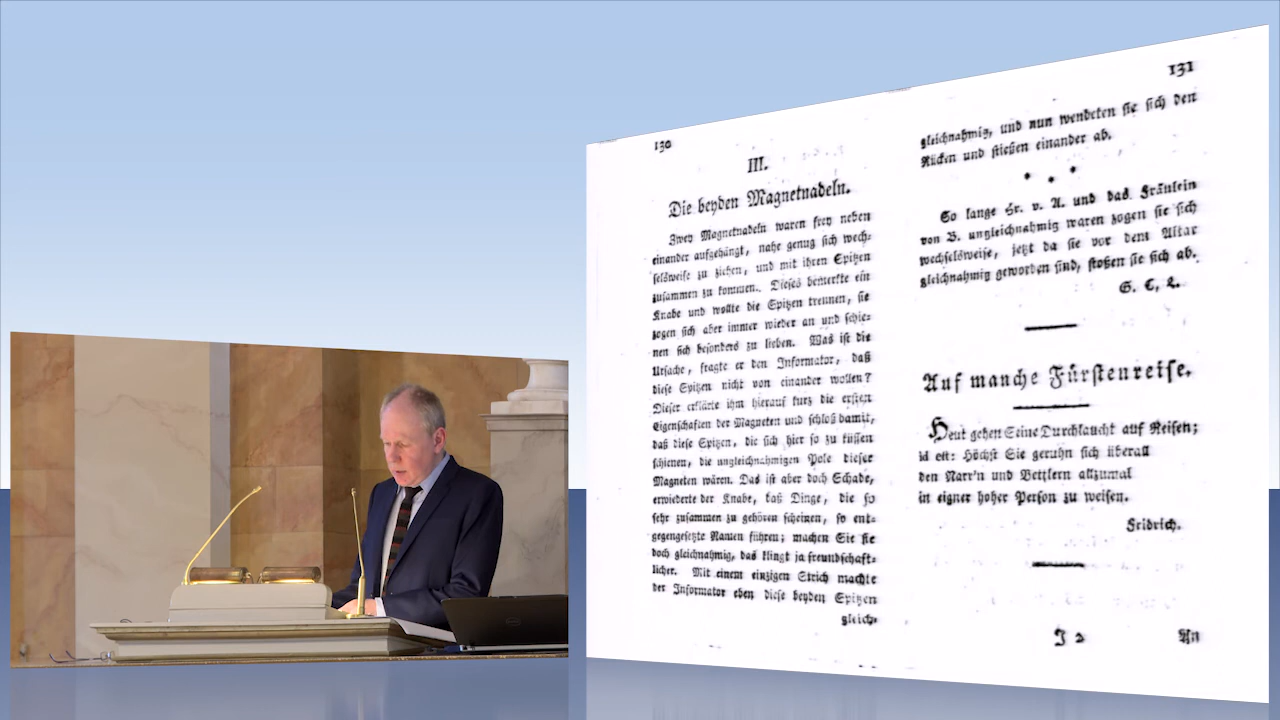 130
III.
Die beyden Magnetnadeln.
Zwey Magnetnadeln waren frey neben
einander aufgehängt, nahe genug sich wech-
selsweise zu ziehen, und mit ihren Spitzen
zusammen zu kommen. Dieses bemerkte ein
Knabe und wollte die Spitzen trennen, sie
zogen sich aber immer wieder an und schie-
nen sich besonders zu lieben. Was ist die
Ursache, fragte er den Informator, daß
diese Spitzen nicht von einander wollen?
Dieser erklärte ihm hierauf kurz die ersten
Eigenschaften der Magneten und schloß damit,
daß diese Spitzen, die sich hier so zu küssen
schienen, die ungleichnahmigen Pole dieser
Magneten wären. Das ist aber doch Schade,
erwiederte der Knabe, daß Dinge, die so
sehr zusammen zu gehören scheinen, so ent-
gegengesetzte Namen führen; machen Sie sie
doch gleichnahmig, das klingt ja freundschaft-
licher. Mit einem einzigen Strich machte
der Informator eben diese beyden Spitzen
gleich-
131
gleichnahmig, und nun wendeten sie sich den
Rücken und stießen einander ab.
* * *
So lange Hr. v. A. und das Fräulein
von B. ungleichnahmig waren zogen sie sich
wechselsweise, jetzt da sie vor dem Altar
gleichnahmig geworden sind, stoßen sie sich ab.
G. C. L.
Auf manche Fürstenreise.
Heut gehen Seine Durchlaucht auf Reisen;
id est: Höchst Sie geruhn sich überall
den Narr'n und Bettlern allzumal
in eigner hoher Person zu weisen.
Fridrich.
J 2
An